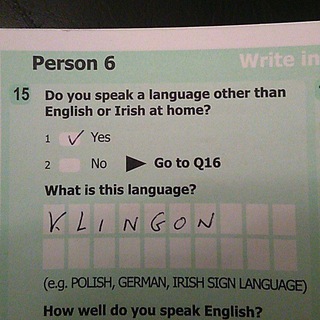 Person 6 Write in
15 Do you speak a language other than
English or Irish at home?
1 ✓ Yes
2 No Go to Q16
What is this language?
KLINGON
(e.g. POLISH, GERMAN, IRISH SIGN LANGUAGE)
How well do you speak English?